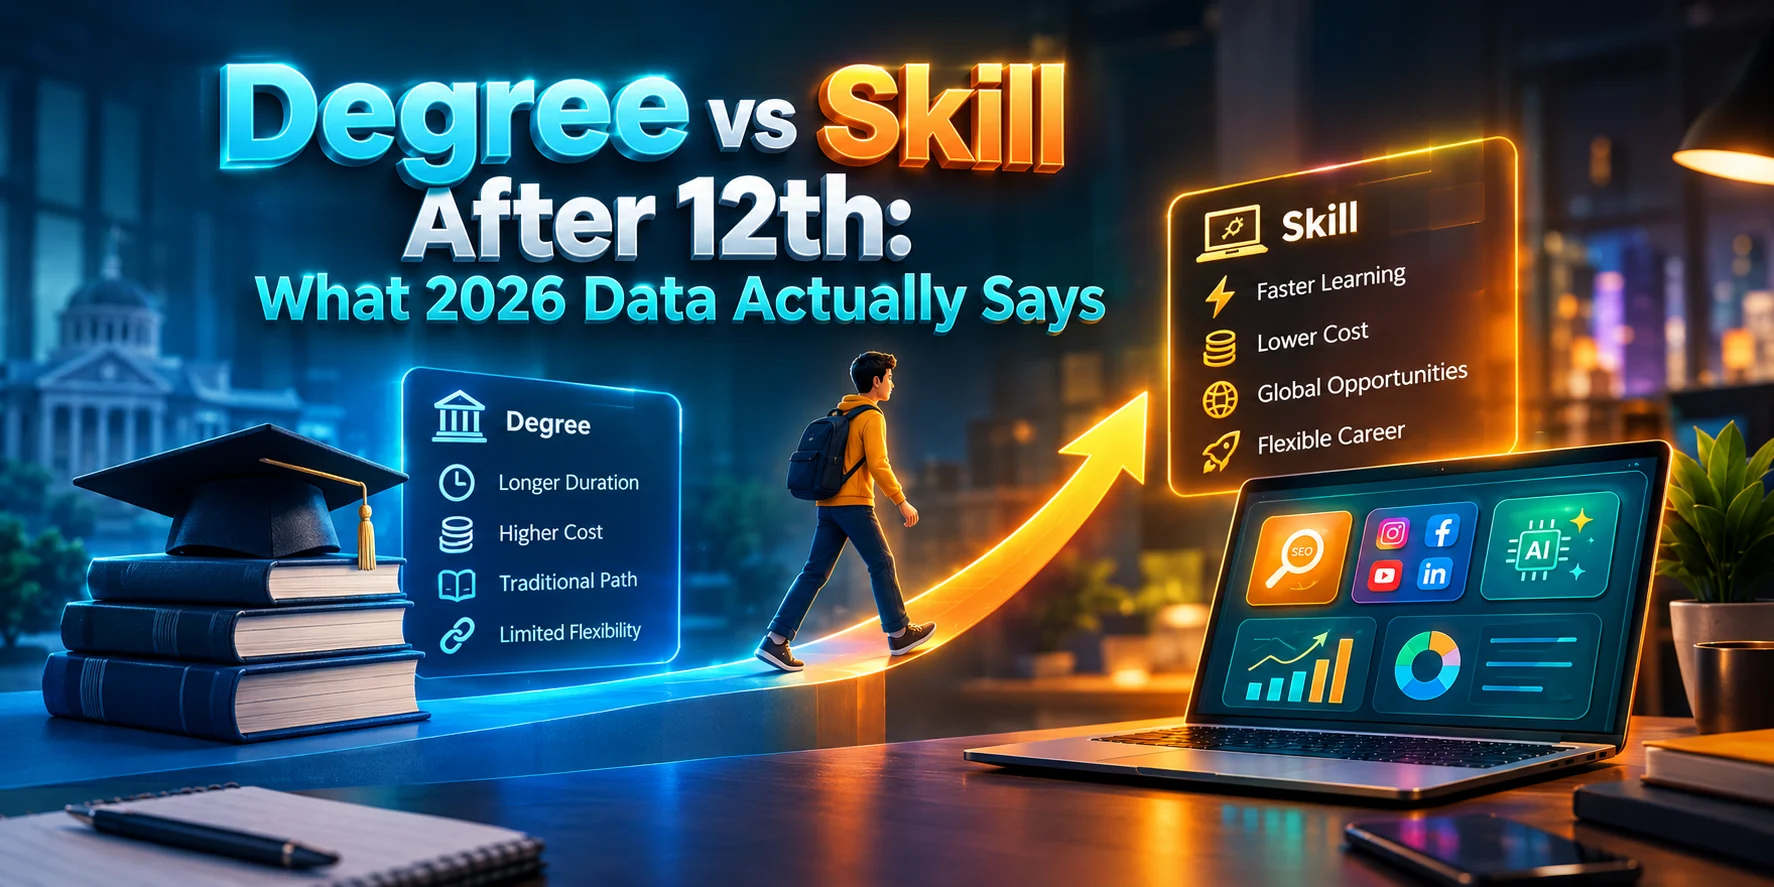 Degree vs Skill
After 12th:
What 2026 Data Actually Says
Degree
Longer Duration
Higher Cost
Traditional Path
Limited Flexibility
Skill
Faster Learning
Lower Cost
Global Opportunities
Flexible Career
SEO
AI
in